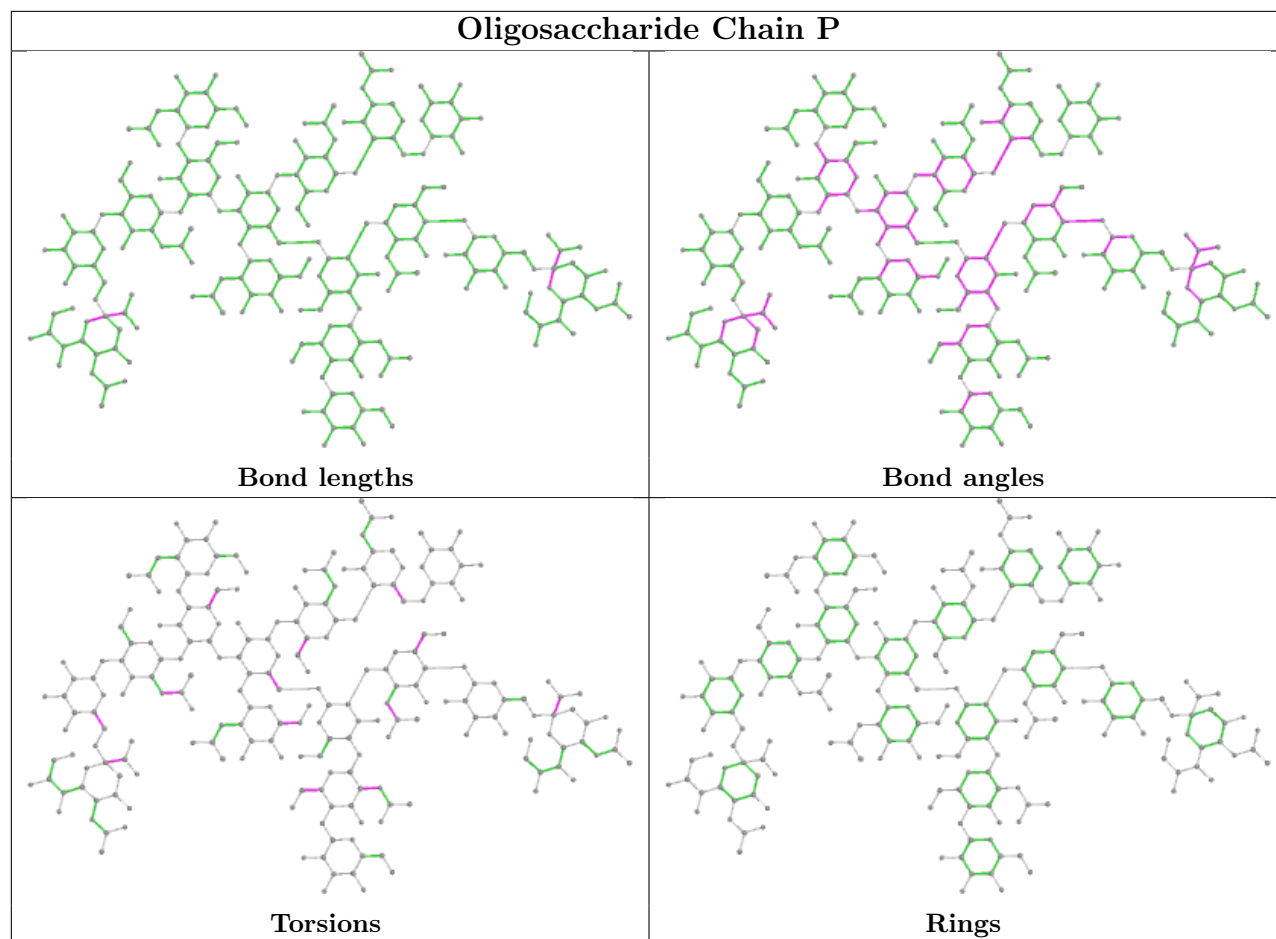 Oligosaccharide Chain P
Bond lengths
Bond angles
Torsions
Rings